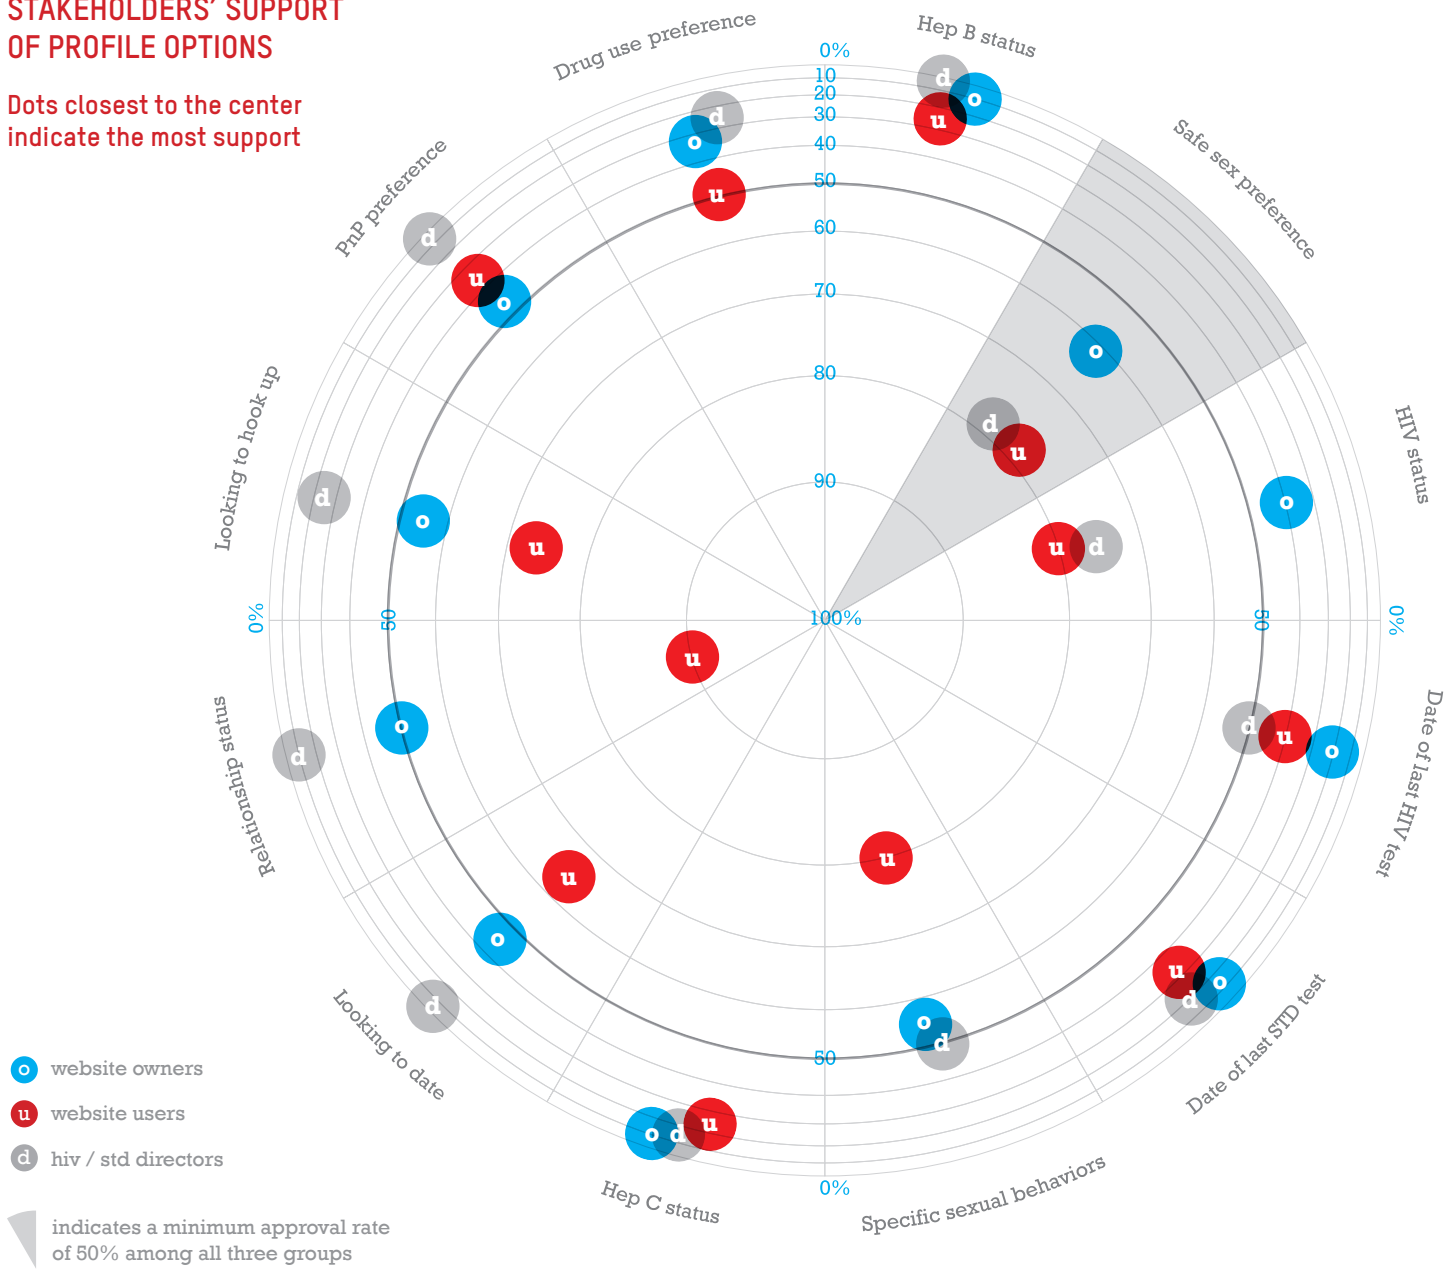 STAKEHOLDERS' SUPPORT
OF PROFILE OPTIONS
Dots closest to the center
indicate the most support
Drug use preference
Hep B status
Safe sex preference
HIV status
Date of last HIV test
Date of last STD test
Specific sexual behaviors
Hep C status
Looking to date
Relationship status
Looking to hook up
PnP preference
0%
10
20
30
40
50
60
70
80
90
100%
50
0%
50
0%
50
0%
d
o
u
d
o
u
o
d
u
o
u
d
d
u
o
u
d
o
u
o
d
o
d
u
u
o
d
u
o
d
u
o
d
d
u
o
o website owners
u website users
d hiv / std directors
indicates a minimum approval rate
of 50% among all three groups